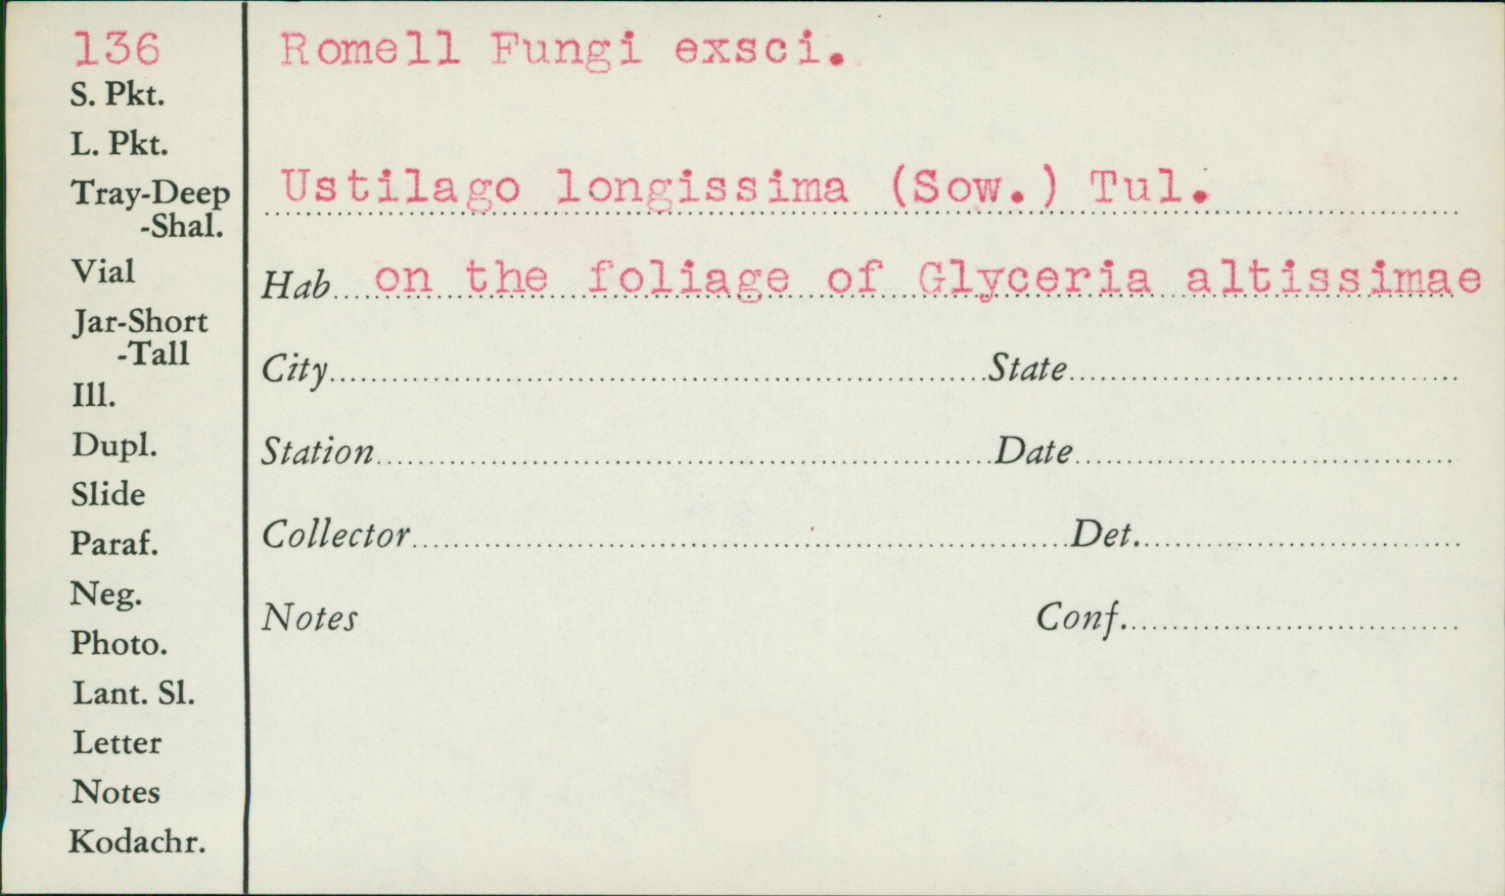 136
S. Pkt.
L. Pkt.
Tray-Deep
-Shal.
Vial
Jar-Short
-Tall
Ill.
Dupl.
Slide
Paraf.
Neg.
Photo.
Lant. Sl.
Letter
Notes
Kodachr.
Romell Fungi exsci.
Ustilago longissima (Sow.) Tul.
Hab. on the foliage of Glyceria altissimae
City State
Station Date
Collector Det.
Notes Conf.